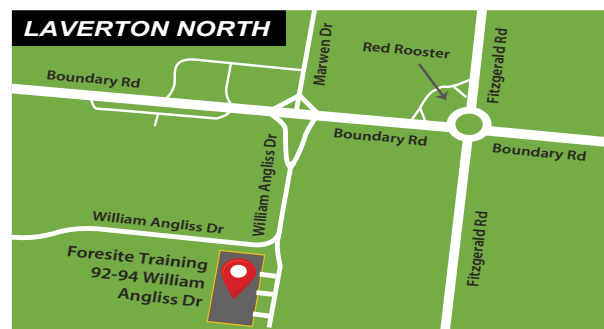 LAVERTON NORTH
Marwen Dr
Red Rooster
Fitzgerald Rd
Boundary Rd
Boundary Rd
Boundary Rd
William Angliss Dr
William Angliss Dr
Fitzgerald Rd
Foresite Training
92-94 William
Angliss Dr